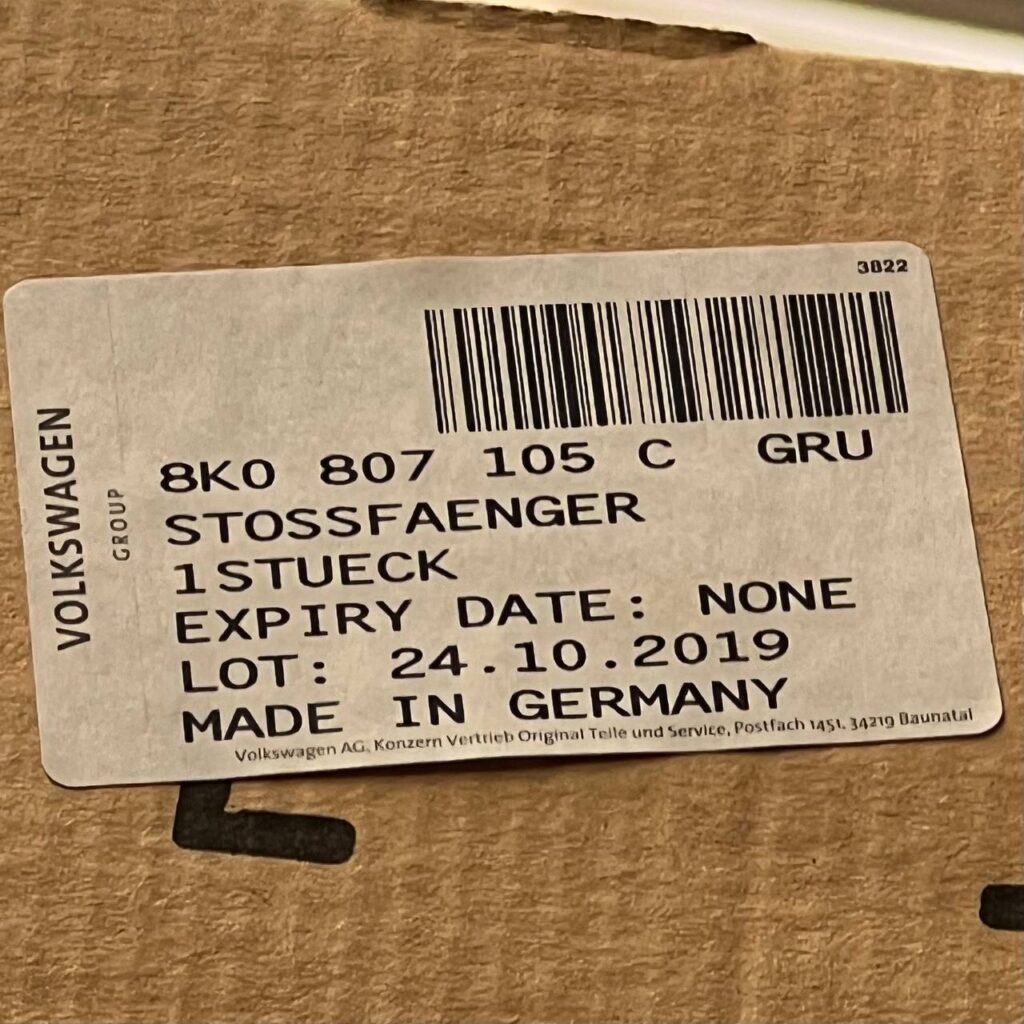 3822
8K0 807 105 C GRU
STOSSFAENGER
1STUECK
EXPIRY DATE: NONE
LOT: 24.10.2019
MADE IN GERMANY
Volkswagen AG, Konzern Vertrieb Original Teile und Service, Postfach 1451, 34219 Baunatal
VOLKSWAGEN
GROUP